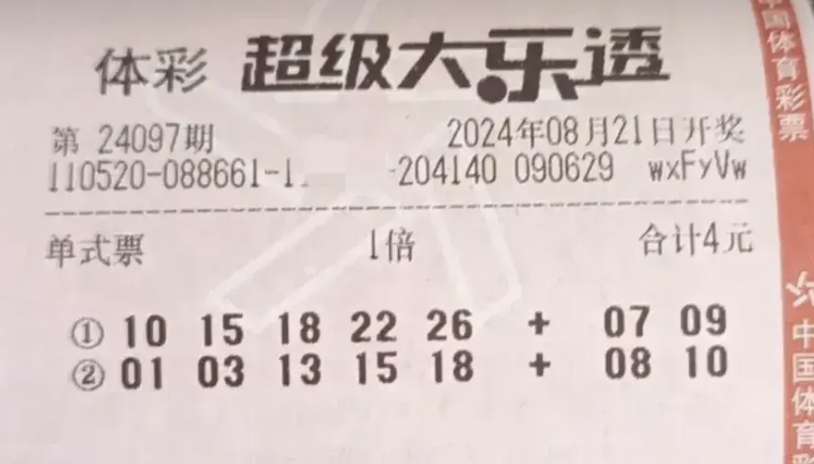 体彩 超级大乐透
第 24097期 2024年08月21日开奖
110520-088661-1. -204140 090629 wxFyVw
单式票 1倍 合计4元
① 10 15 18 22 26 + 07 09
② 01 03 13 15 18 + 08 10
中国体育彩票
中国体育彩